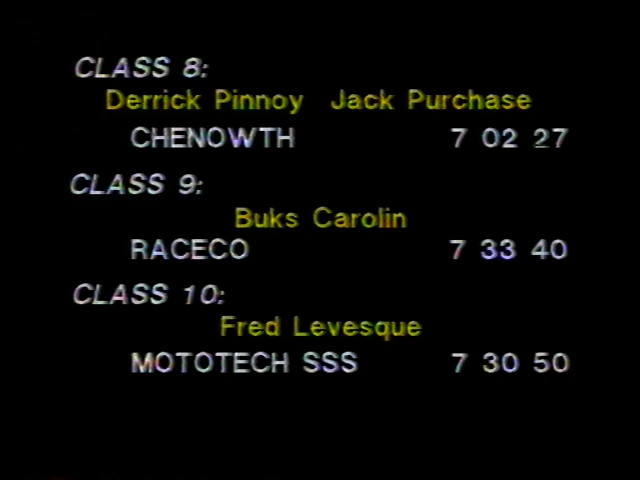 CLASS 8:
Derrick Pinnoy Jack Purchase
CHENOWTH 7 02 27
CLASS 9:
Buks Carolin
RACECO 7 33 40
CLASS 10:
Fred Levesque
MOTOTECH SSS 7 30 50